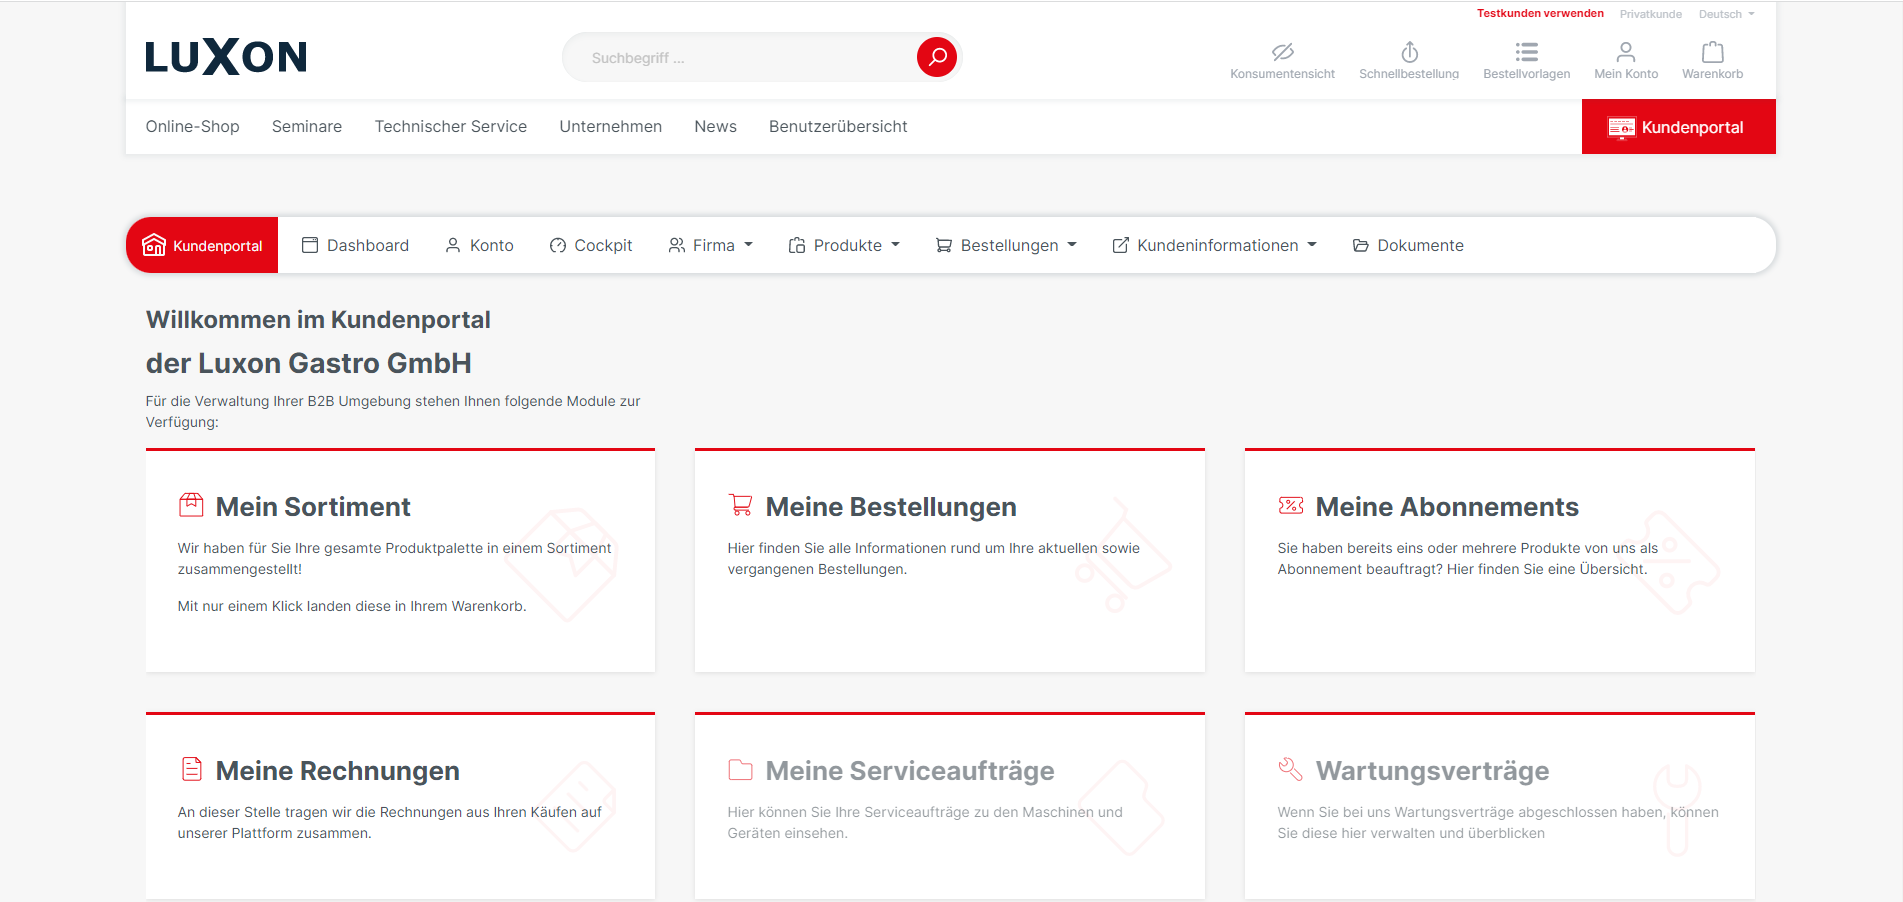 Testkunden verwenden Privatkunde Deutsch
LUXON
Suchbegriff ...
Konsumentensicht Schnellbestellung Bestellvorlagen Mein Konto Warenkorb
Online-Shop Seminare Technischer Service Unternehmen News Benutzerübersicht Kundenportal
Kundenportal Dashboard Konto Cockpit Firma Produkte Bestellungen Kundeninformationen Dokumente
Willkommen im Kundenportal
der Luxon Gastro GmbH
Für die Verwaltung Ihrer B2B Umgebung stehen Ihnen folgende Module zur
Verfügung:
Mein Sortiment
Wir haben für Sie Ihre gesamte Produktpalette in einem Sortiment
zusammengestellt!
Mit nur einem Klick landen diese in Ihrem Warenkorb.
Meine Bestellungen
Hier finden Sie alle Informationen rund um Ihre aktuellen sowie
vergangenen Bestellungen.
Meine Abonnements
Sie haben bereits eins oder mehrere Produkte von uns als
Abonnement beauftragt? Hier finden Sie eine Übersicht.
Meine Rechnungen
An dieser Stelle tragen wir die Rechnungen aus Ihren Käufen auf
unserer Plattform zusammen.
Meine Serviceaufträge
Hier können Sie Ihre Serviceaufträge zu den Maschinen und
Geräten einsehen.
Wartungsverträge
Wenn Sie bei uns Wartungsverträge abgeschlossen haben, können
Sie diese hier verwalten und überblicken